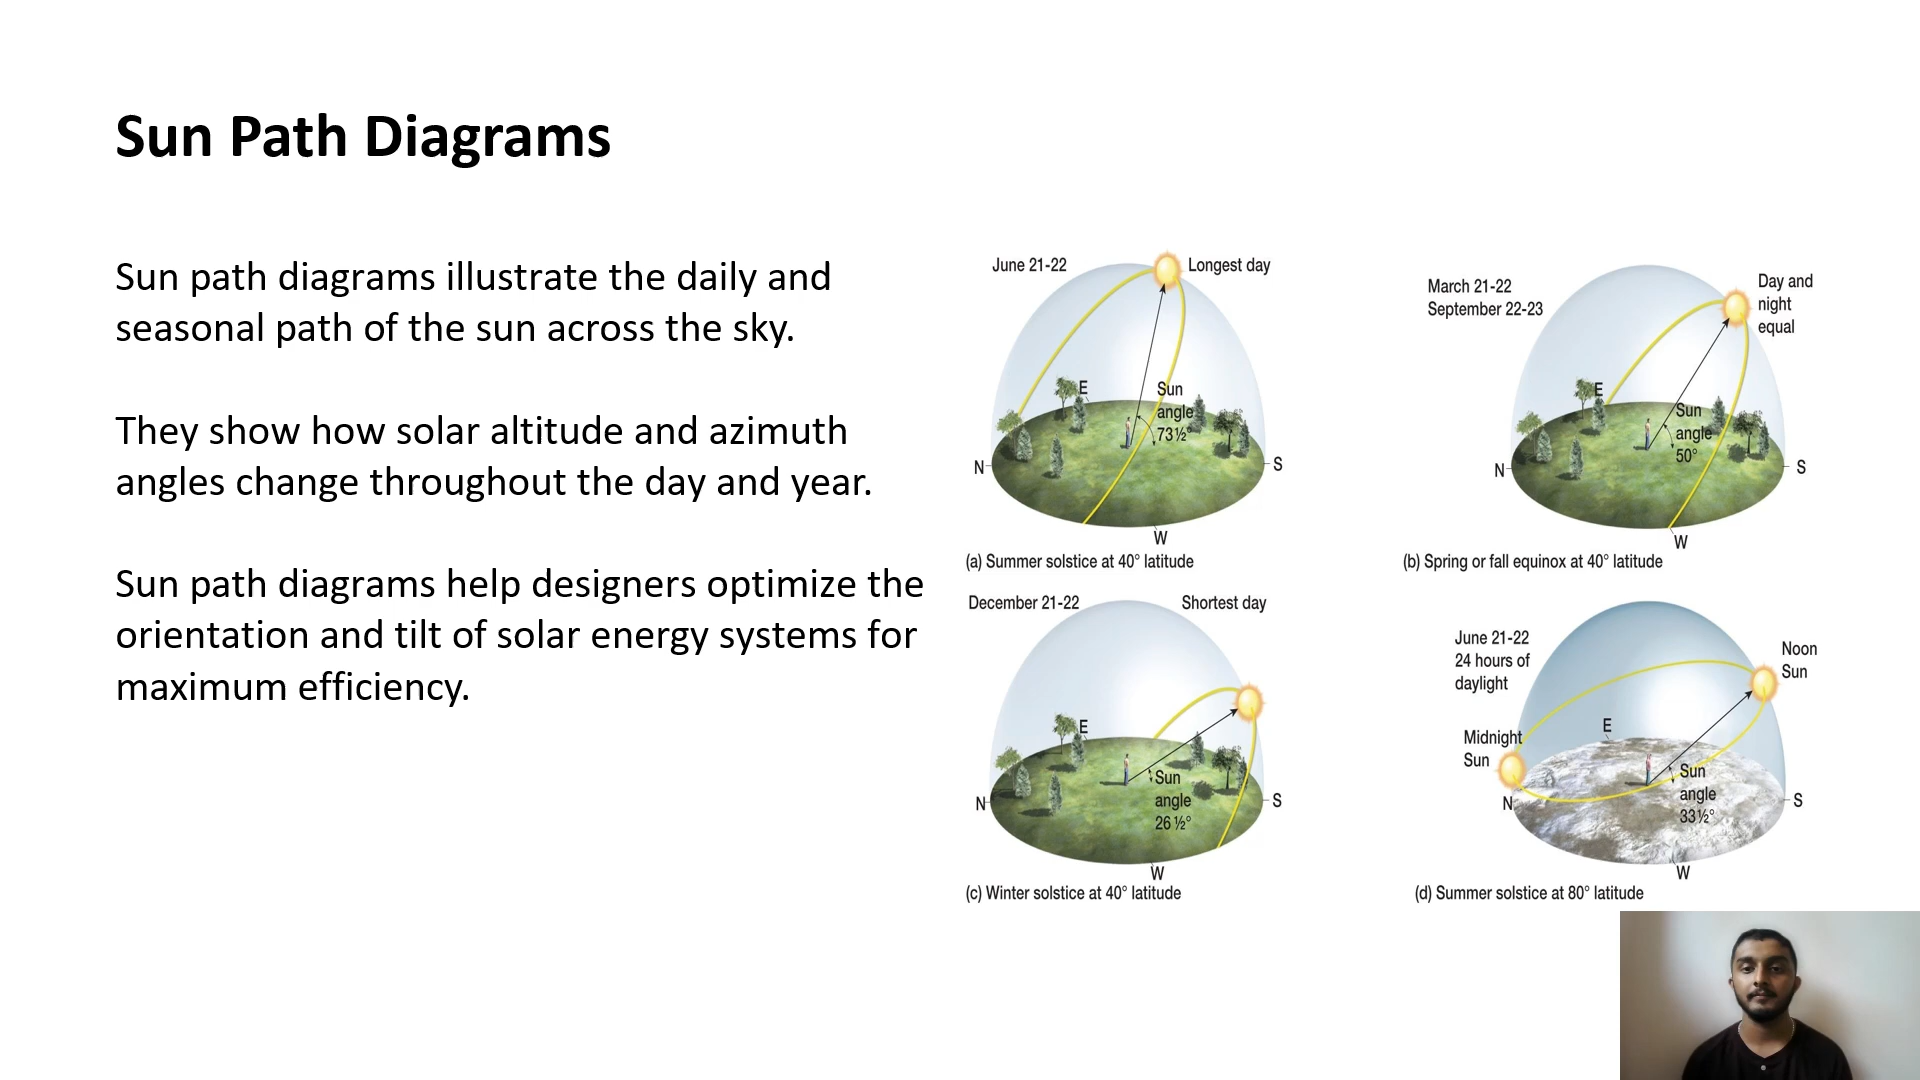 Sun Path Diagrams
Sun path diagrams illustrate the daily and
seasonal path of the sun across the sky.
They show how solar altitude and azimuth
angles change throughout the day and year.
Sun path diagrams help designers optimize the
orientation and tilt of solar energy systems for
maximum efficiency.
June 21-22
Longest day
E
Sun
angle
73½°
N
S
W
(a) Summer solstice at 40° latitude
March 21-22
September 22-23
Day and
night
equal
E
Sun
angle
50°
N
S
W
(b) Spring or fall equinox at 40° latitude
December 21-22
Shortest day
E
Sun
angle
26½°
N
S
W
(c) Winter solstice at 40° latitude
June 21-22
24 hours of
daylight
Noon
Sun
Midnight
Sun
E
Sun
angle
33½°
N
S
W
(d) Summer solstice at 80° latitude